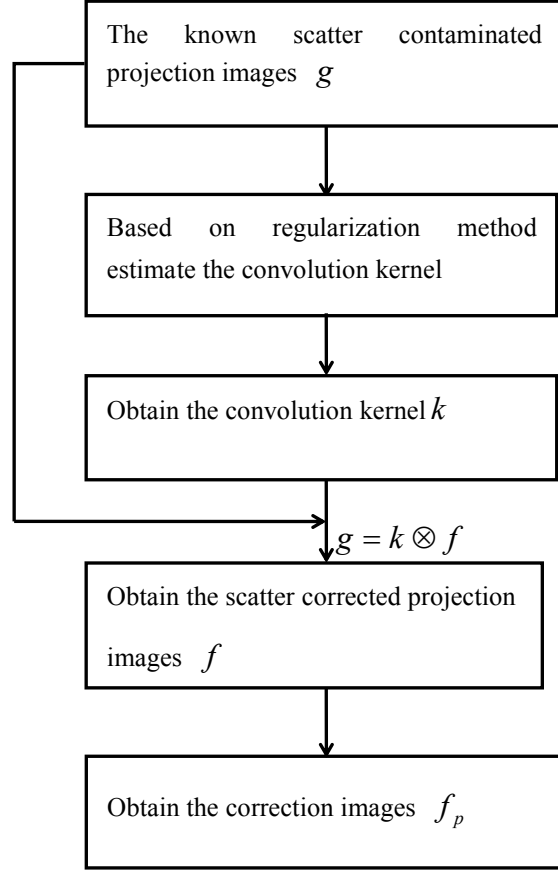 The known scatter contaminated
projection images g
Based on regularization method
estimate the convolution kernel
Obtain the convolution kernel k
g = k ⊗ f
Obtain the scatter corrected projection
images f
Obtain the correction images f_p